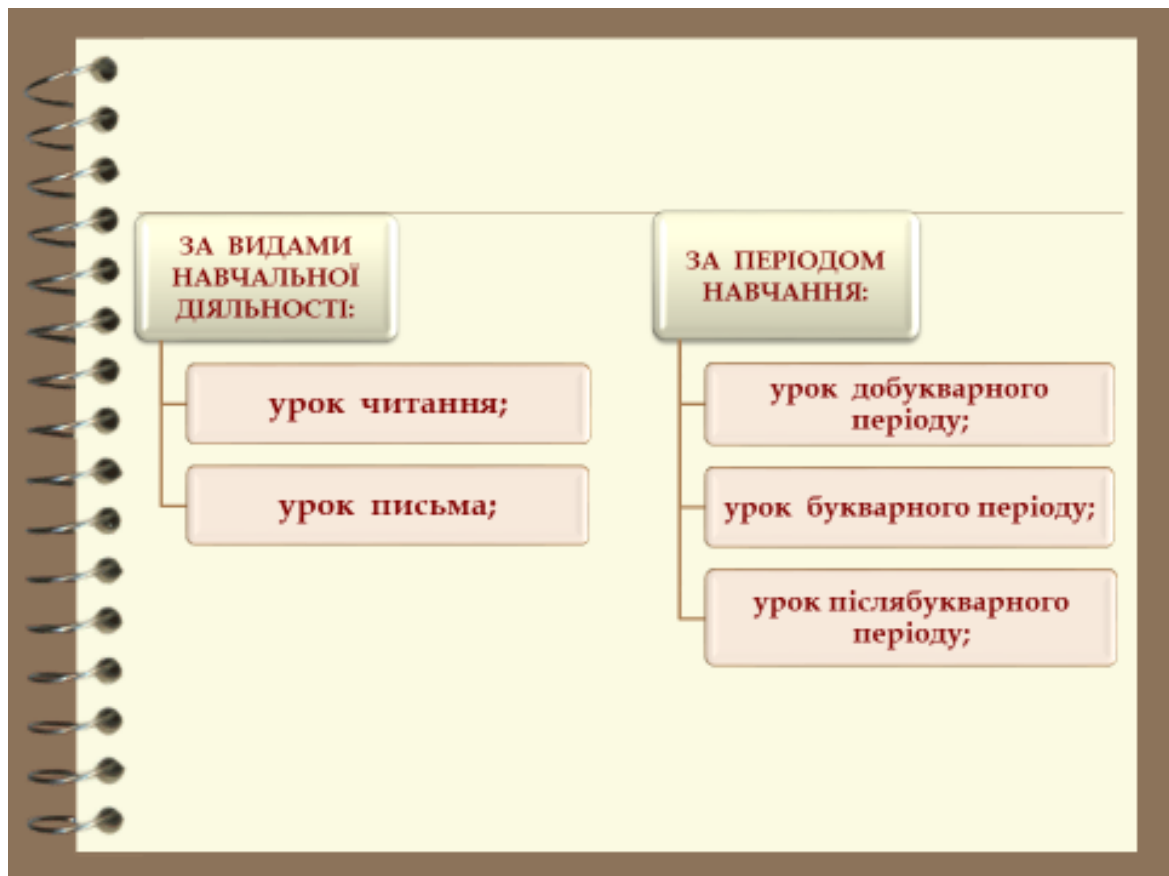 ЗА ВИДАМИ
НАВЧАЛЬНОЇ
ДІЯЛЬНОСТІ:
урок читання;
урок письма;
ЗА ПЕРІОДОМ
НАВЧАННЯ:
урок добукварного
періоду;
урок букварного періоду;
урок післябукварного
періоду;